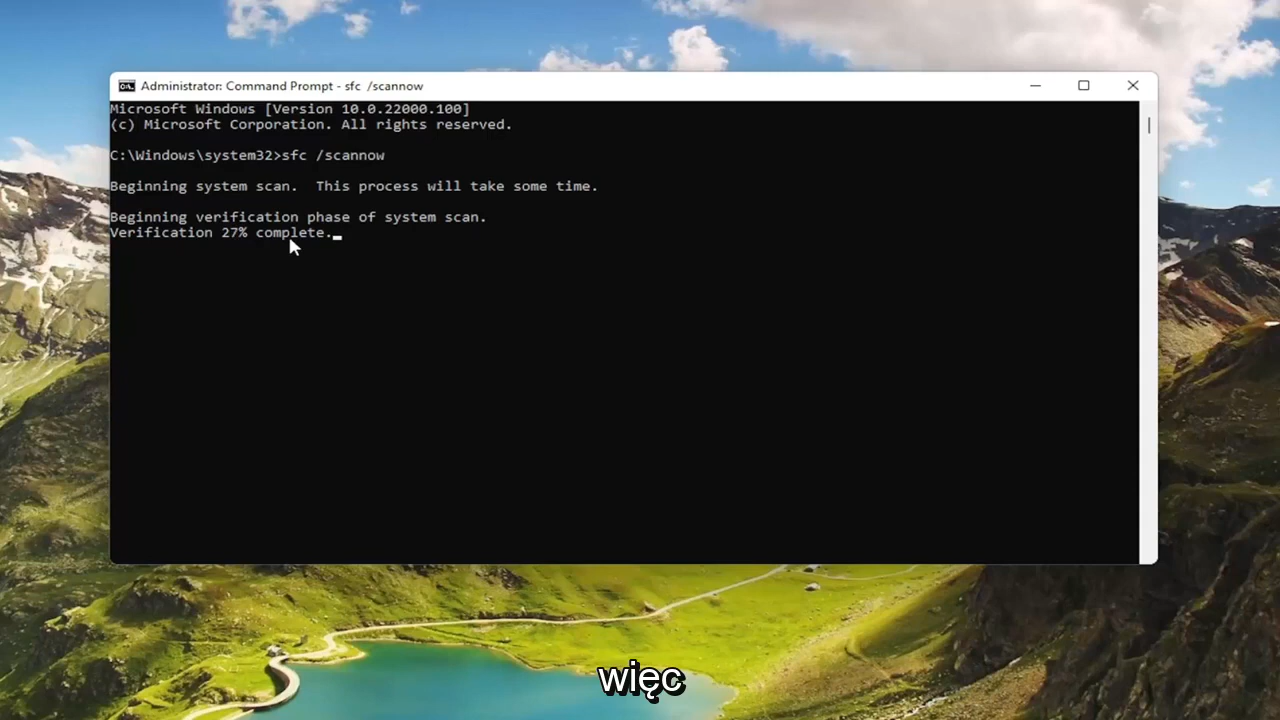 Administrator: Command Prompt - sfc /scannow
Microsoft Windows [Version 10.0.22000.100]
(c) Microsoft Corporation. All rights reserved.
C:\Windows\system32>sfc /scannow
Beginning system scan.  This process will take some time.
Beginning verification phase of system scan.
Verification 27% complete.
więc